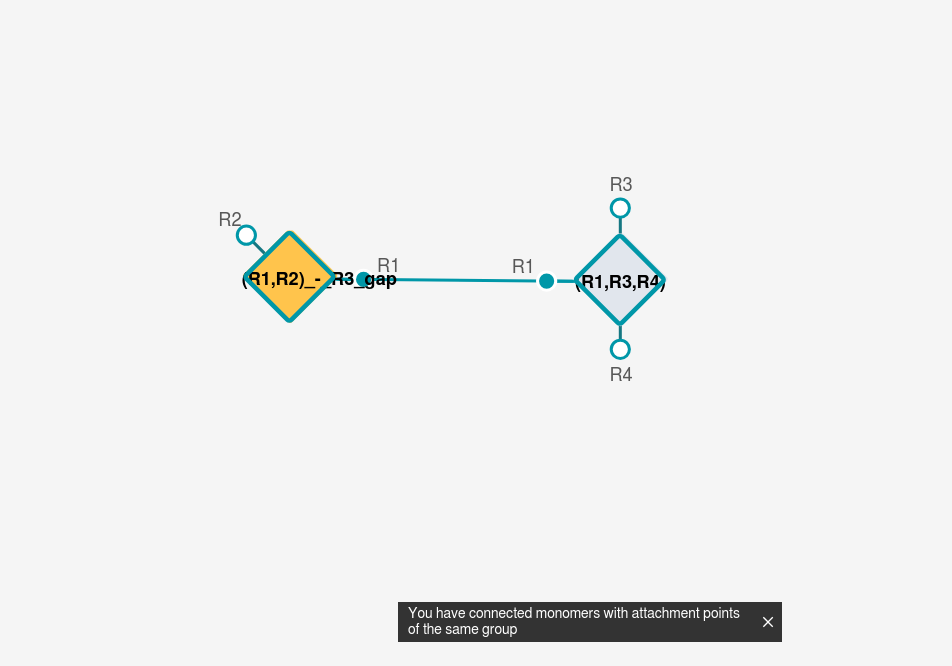 R3
R2
R1
R1
(R1,R2)_-_R3_gap
(R1,R3,R4)
R4
You have connected monomers with attachment points
of the same group